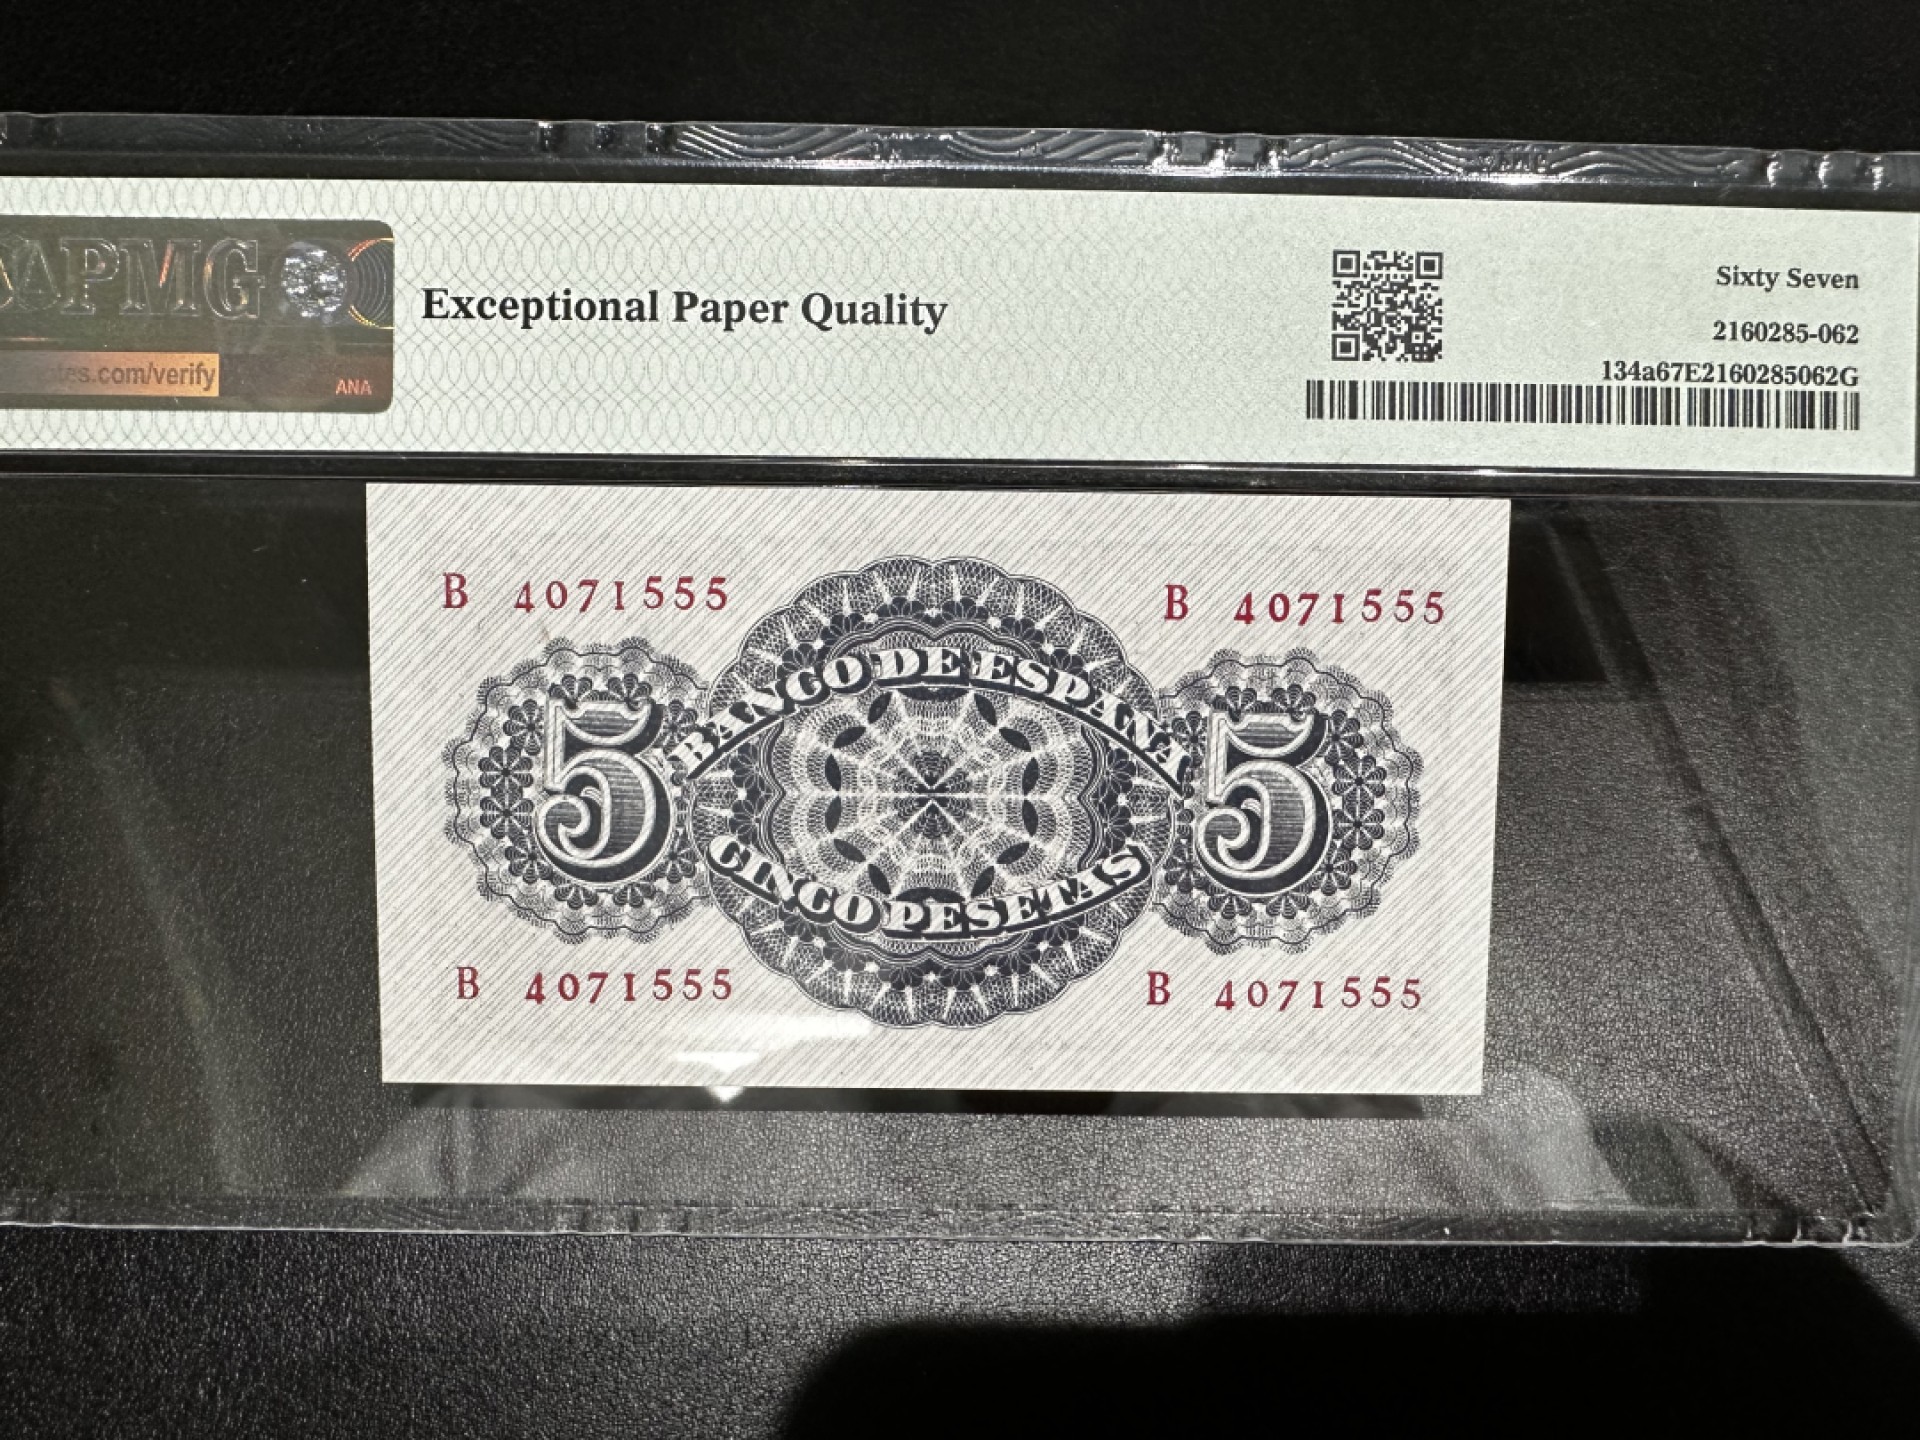 PMG
tes.com/verify
ANA
Exceptional Paper Quality
Sixty Seven
2160285-062
134a67E2160285062G
B 4071555
B 4071555
BANCO DE ESPAÑA
5
5
CINCO PESETAS
B 4071555
B 4071555